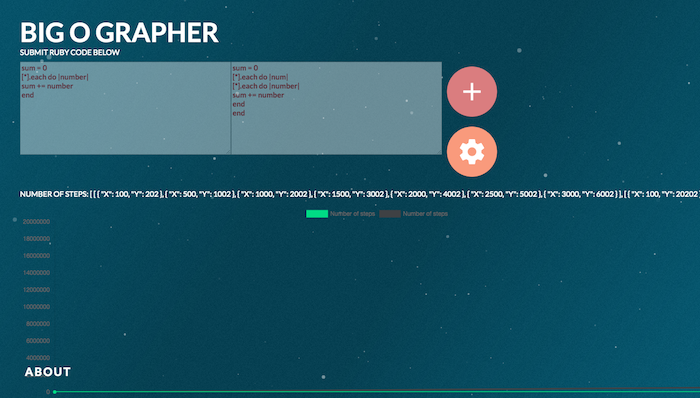 BIG O GRAPHER
SUBMIT RUBY CODE BELOW
sum = 0
[*].each do |number|
sum += number
end
sum = 0
[*].each do |num|
[*].each do |number|
sum += number
end
end
NUMBER OF STEPS: [ [ { "X": 100, "Y": 202 }, { "X": 500, "Y": 1002 }, { "X": 1000, "Y": 2002 }, { "X": 1500, "Y": 3002 }, { "X": 2000, "Y": 4002 }, { "X": 2500, "Y": 5002 }, { "X": 3000, "Y": 6002 } ], [ { "X": 100, "Y": 20202
Number of steps Number of steps
20000000
18000000
16000000
14000000
12000000
10000000
8000000
6000000
4000000
ABOUT
0